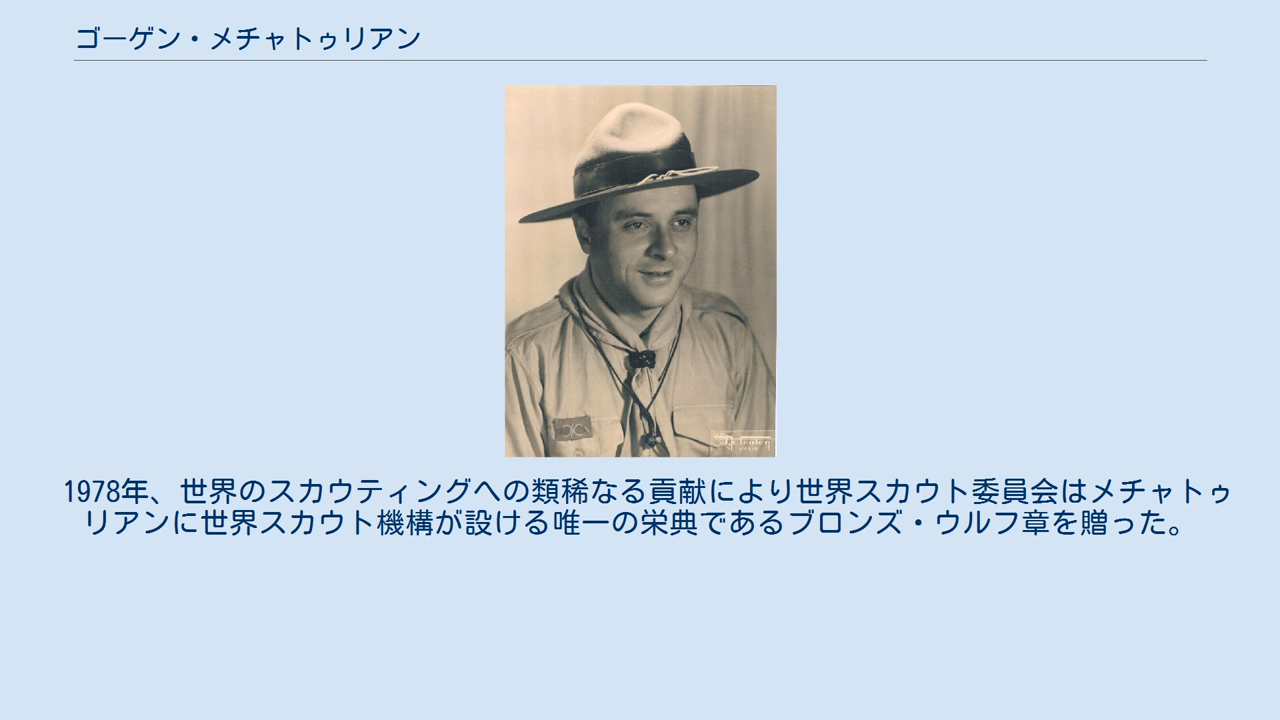 ゴーゲン・メチャトゥリアン
1978年、世界のスカウティングへの類稀なる貢献により世界スカウト委員会はメチャトゥ
リアンに世界スカウト機構が設ける唯一の栄典であるブロンズ・ウルフ章を贈った。